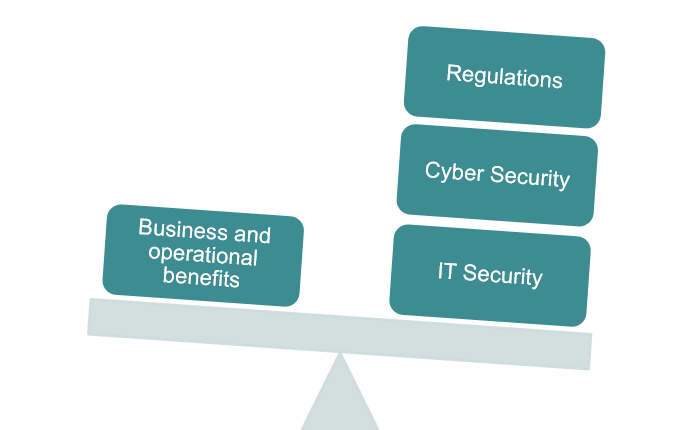 Regulations
Cyber Security
Business and
operational
benefits
IT Security